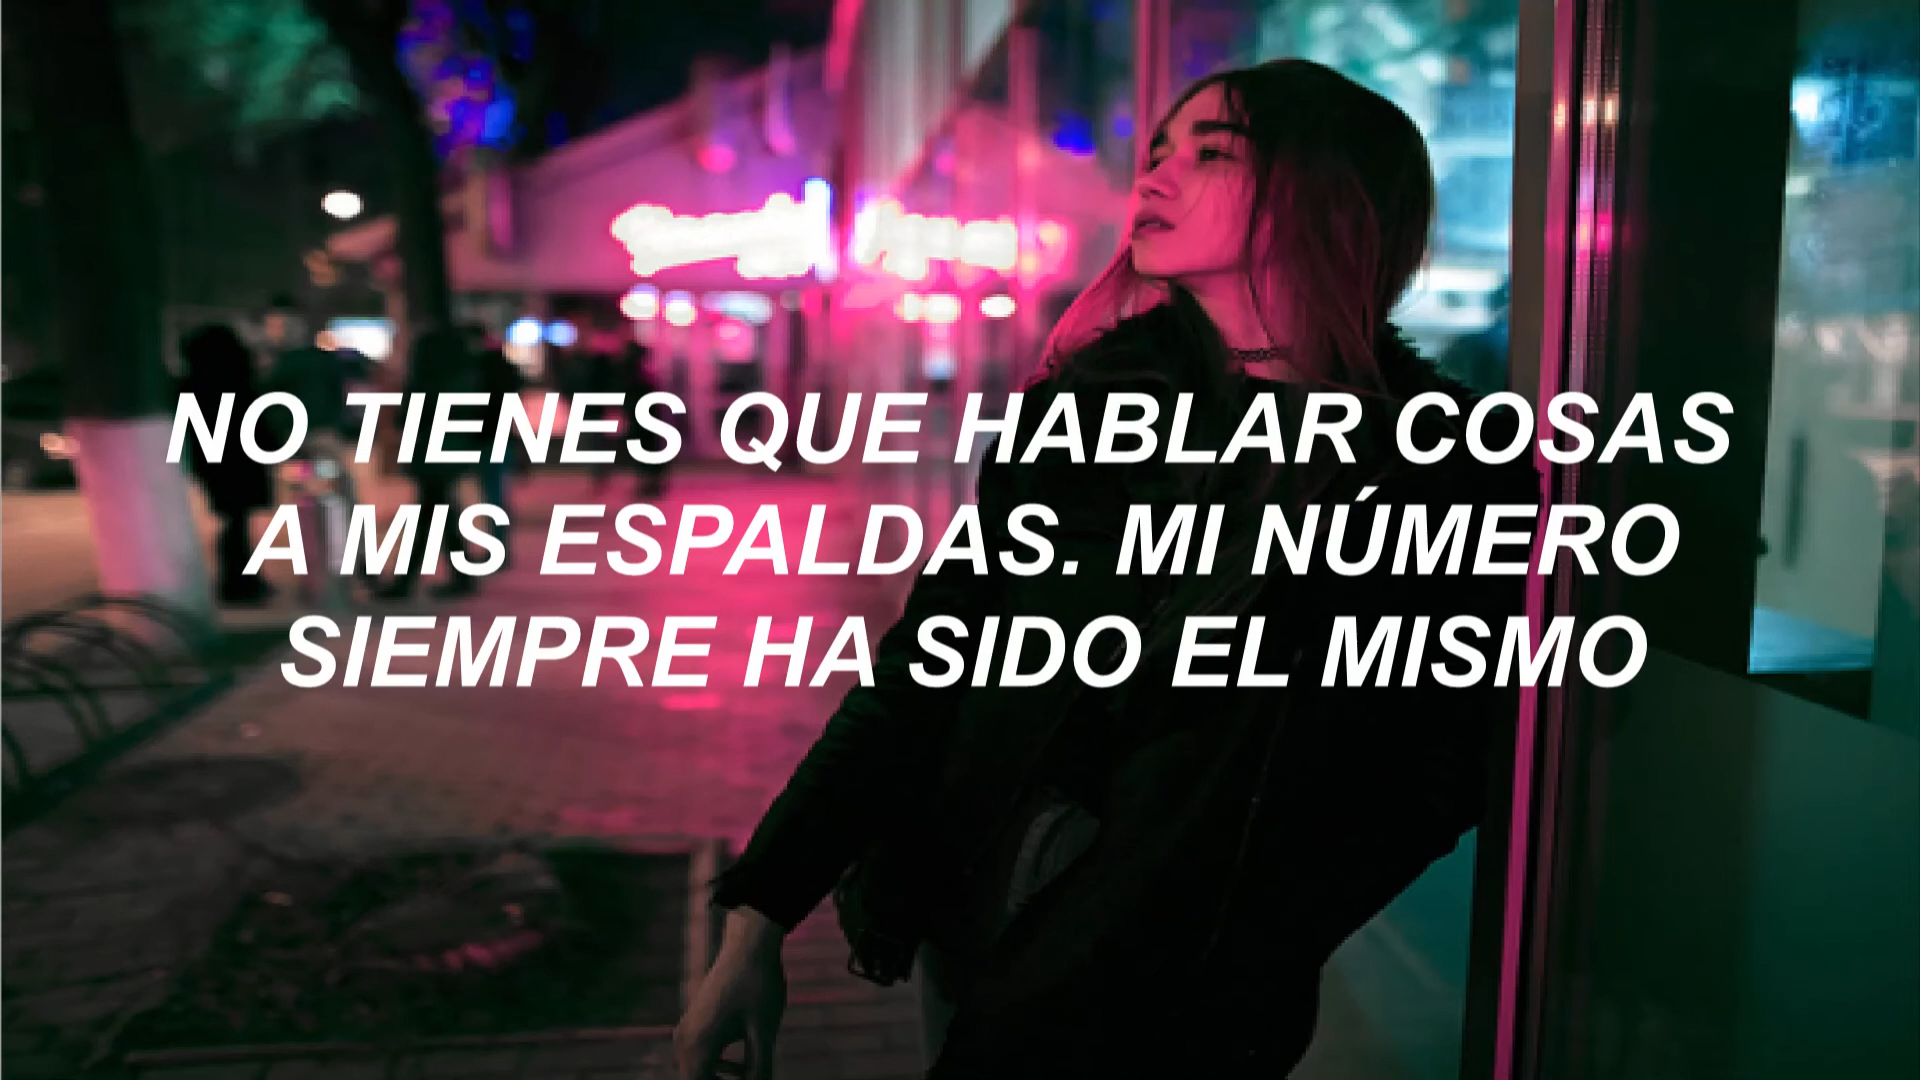 NO TIENES QUE HABLAR COSAS
A MIS ESPALDAS. MI NÚMERO
SIEMPRE HA SIDO EL MISMO